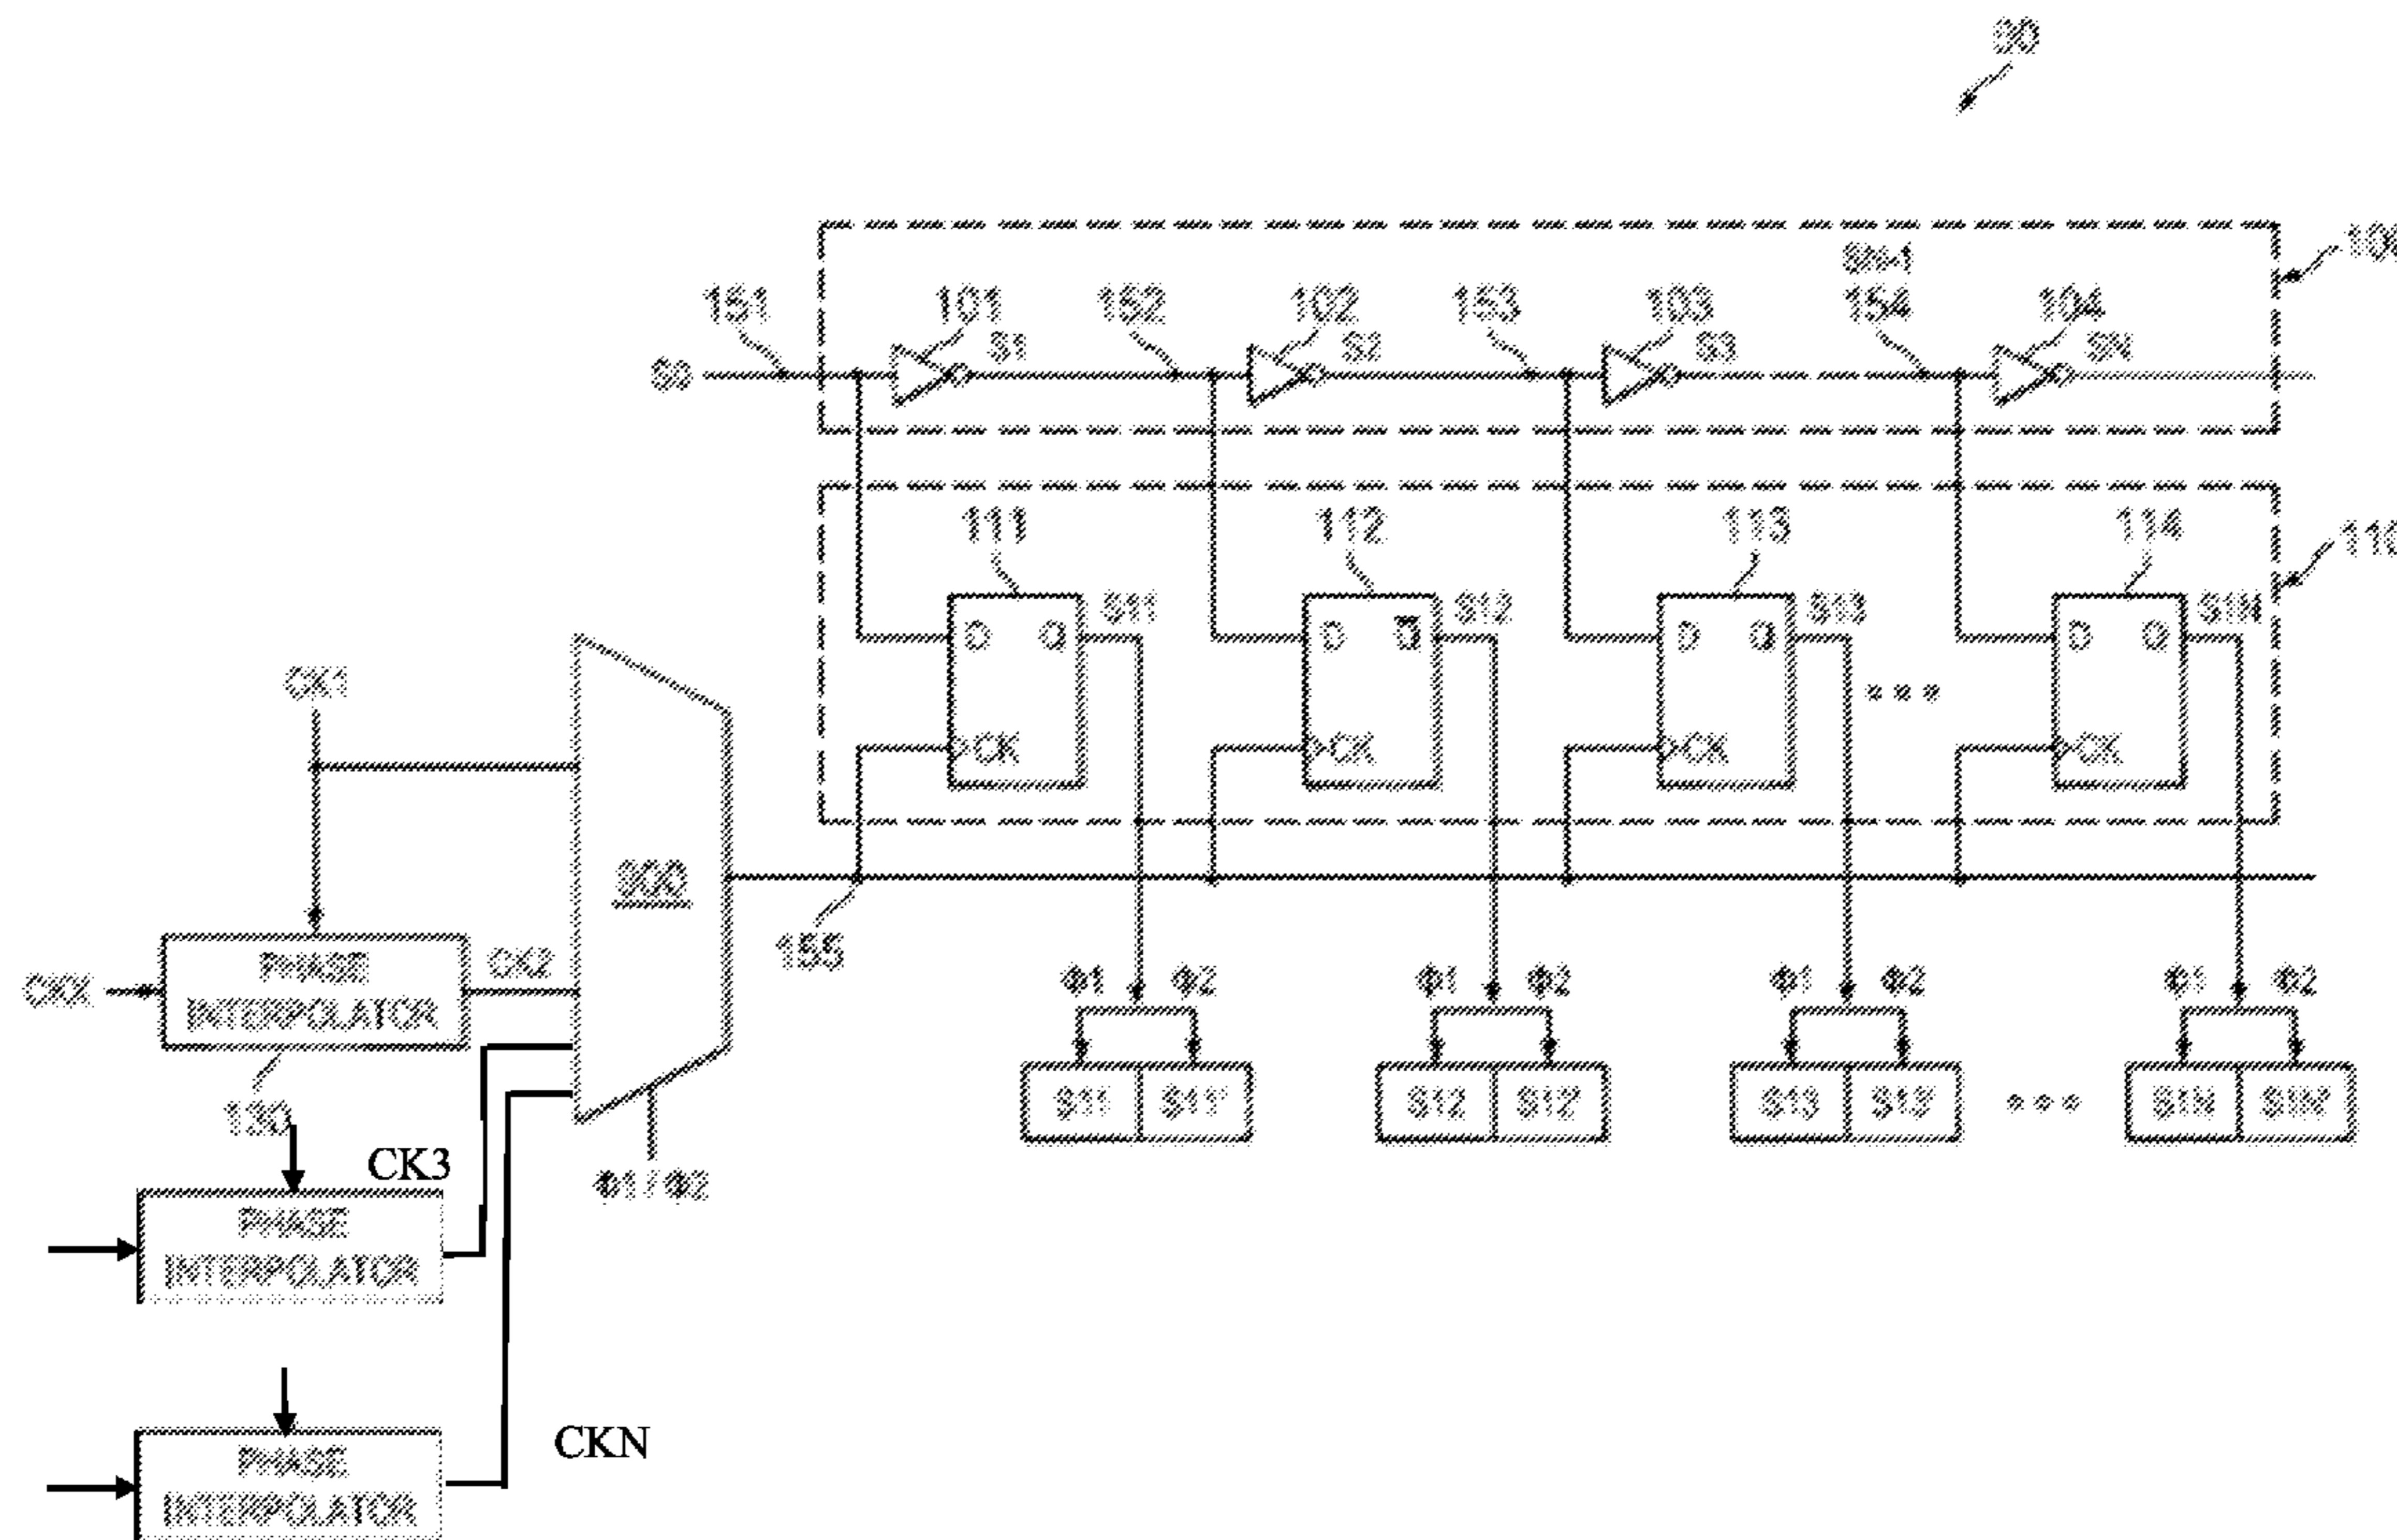 151
101
152
102
153
103
SN-1
154
104
S0
S1
S2
S3
SN
111
112
113
114
110
D Q
S11
D Q̅
S12
D Q
S13
D Q
S1N
CK
CK
CK
CK
CK1
300
155
CKX
PHASE
INTERPOLATOR
CK2
130
Φ1 / Φ2
Φ1 Φ2
Φ1 Φ2
Φ1 Φ2
Φ1 Φ2
S11 S11'
S12 S12'
S13 S13'
S1N S1N'
CK3
PHASE
INTERPOLATOR
CKN
PHASE
INTERPOLATOR